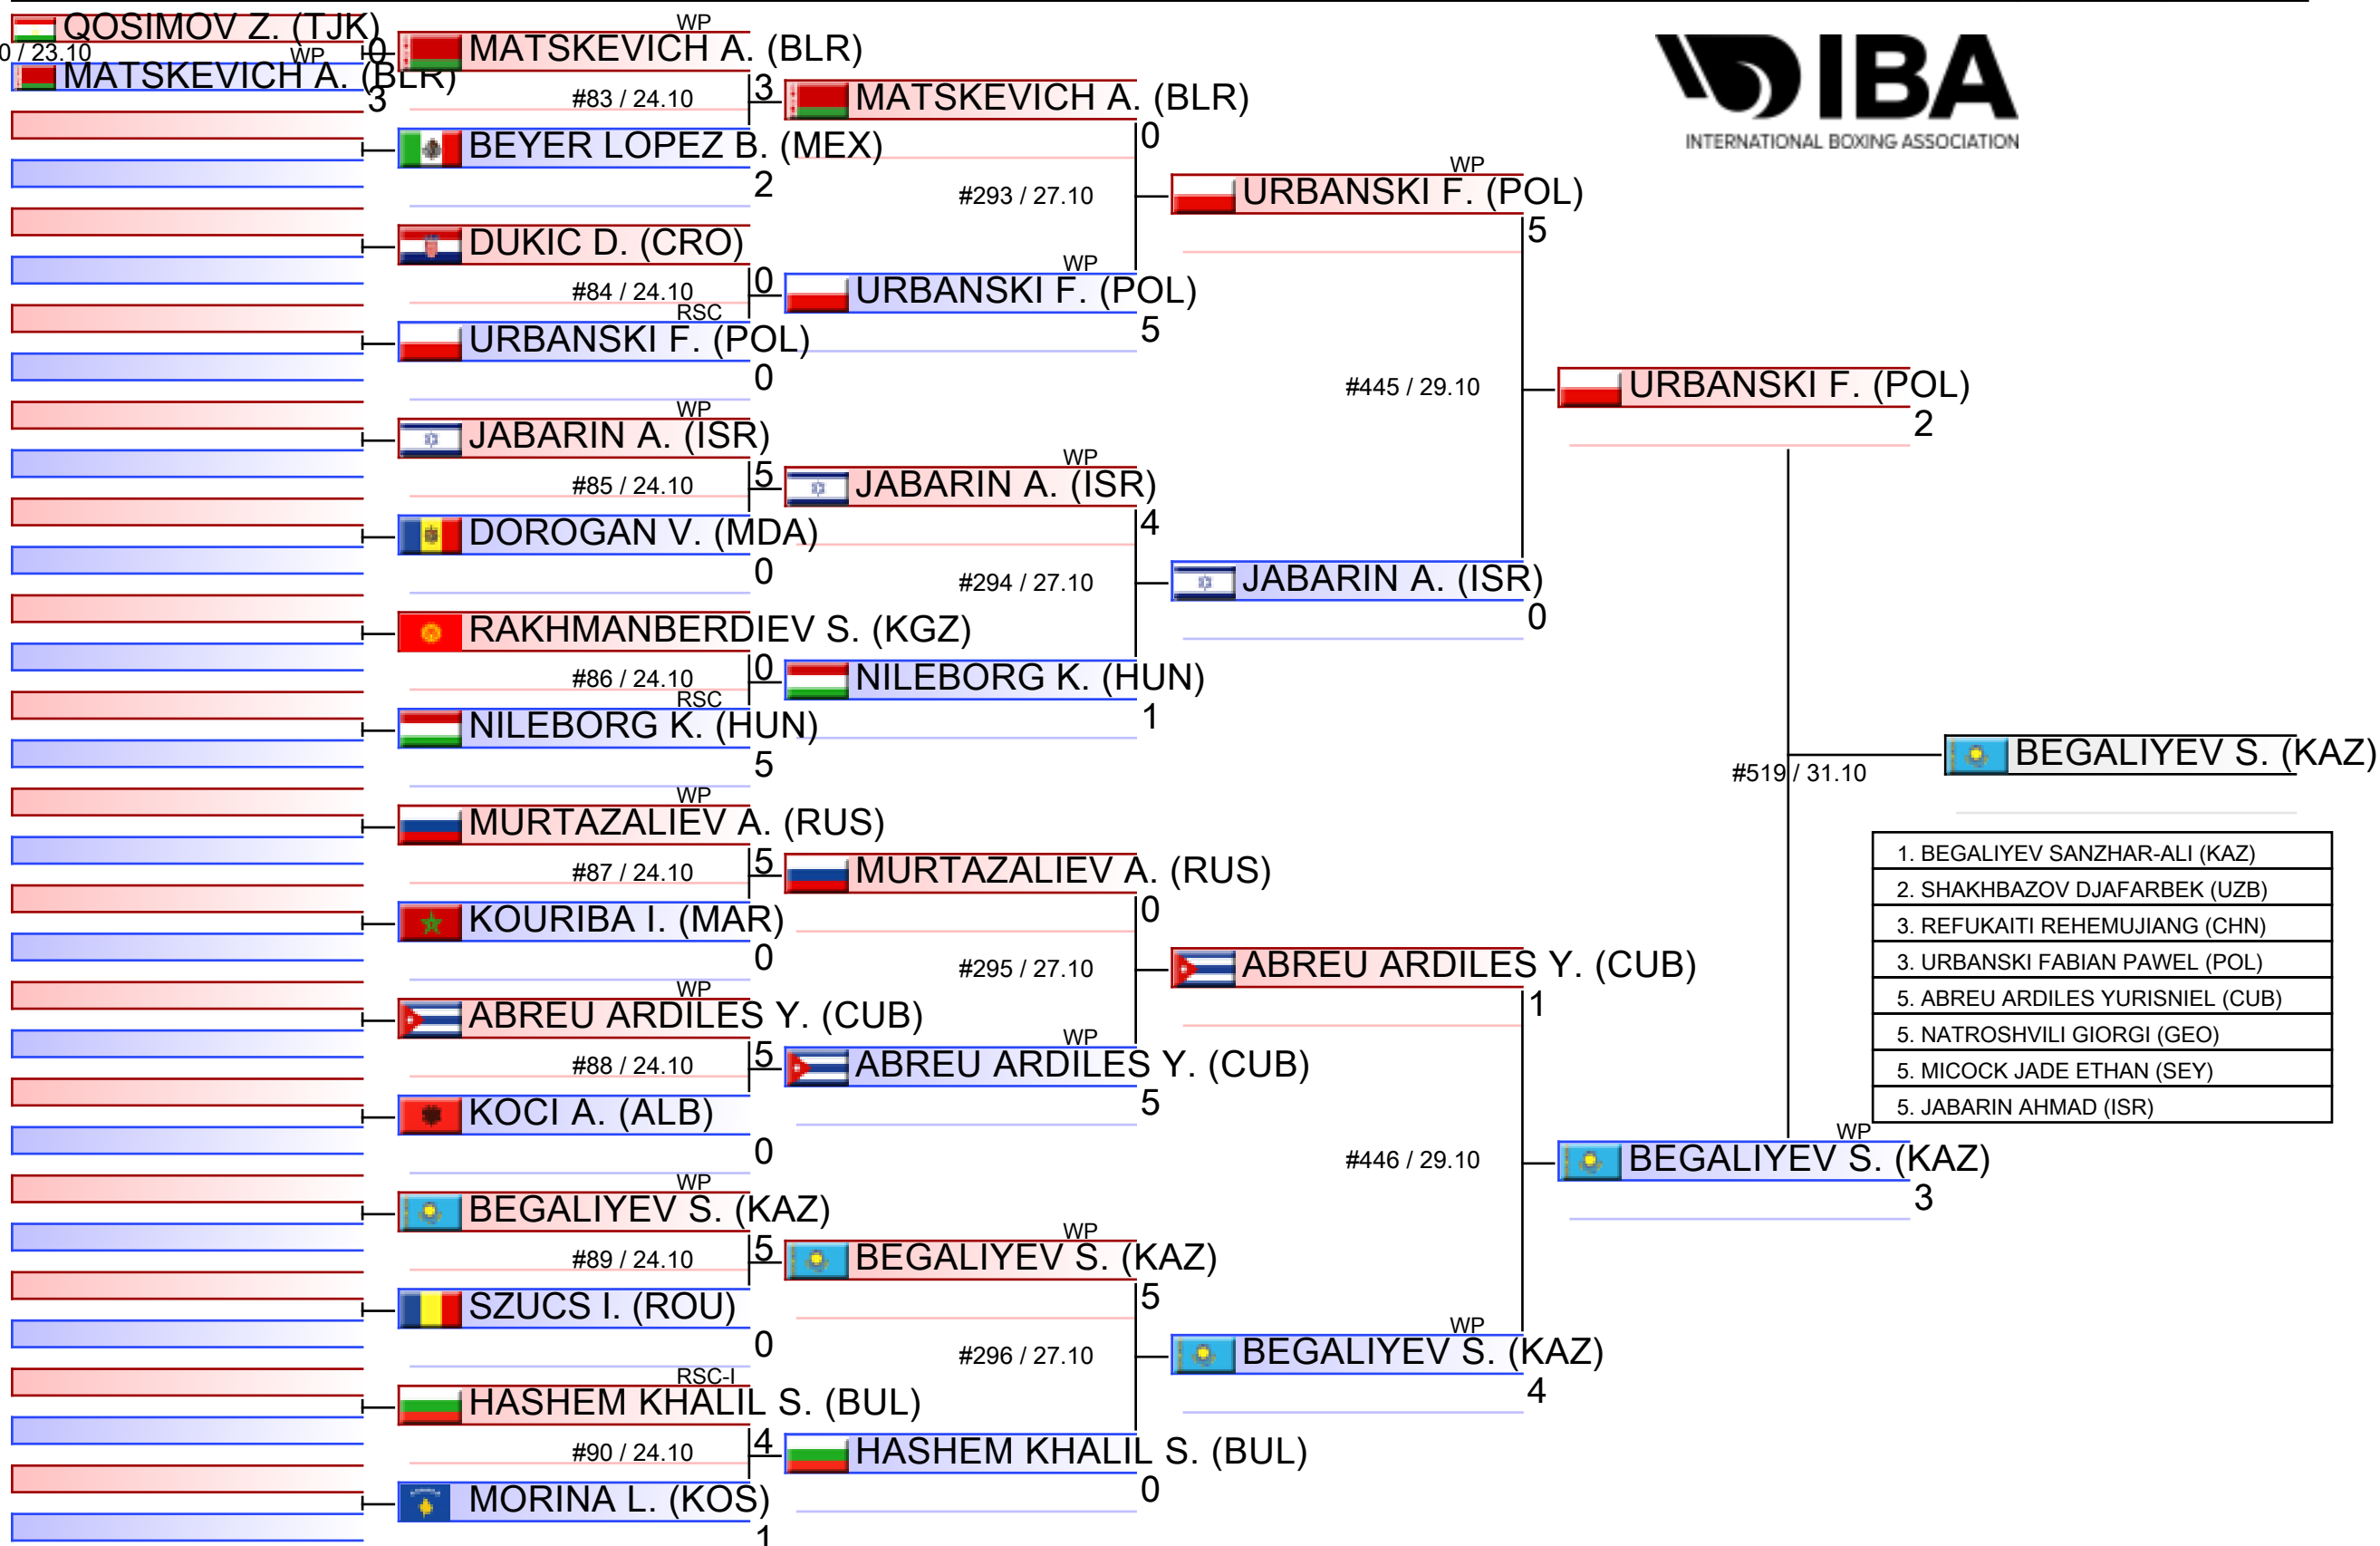 QOSIMOV Z. (TJK)
0 / 23.10
WP
0
MATSKEVICH A. (BLR)
3
WP
MATSKEVICH A. (BLR)
3
#83 / 24.10
BEYER LOPEZ B. (MEX)
2
DUKIC D. (CRO)
0
#84 / 24.10
RSC
URBANSKI F. (POL)
0
WP
JABARIN A. (ISR)
5
#85 / 24.10
DOROGAN V. (MDA)
0
RAKHMANBERDIEV S. (KGZ)
0
#86 / 24.10
RSC
NILEBORG K. (HUN)
5
WP
MURTAZALIEV A. (RUS)
5
#87 / 24.10
KOURIBA I. (MAR)
0
WP
ABREU ARDILES Y. (CUB)
5
#88 / 24.10
KOCI A. (ALB)
0
WP
BEGALIYEV S. (KAZ)
5
#89 / 24.10
SZUCS I. (ROU)
0
RSC-I
HASHEM KHALIL S. (BUL)
4
#90 / 24.10
MORINA L. (KOS)
1
MATSKEVICH A. (BLR)
0
#293 / 27.10
WP
URBANSKI F. (POL)
5
WP
JABARIN A. (ISR)
4
#294 / 27.10
NILEBORG K. (HUN)
1
MURTAZALIEV A. (RUS)
0
#295 / 27.10
WP
ABREU ARDILES Y. (CUB)
5
WP
BEGALIYEV S. (KAZ)
5
#296 / 27.10
HASHEM KHALIL S. (BUL)
0
WP
URBANSKI F. (POL)
5
#445 / 29.10
JABARIN A. (ISR)
0
ABREU ARDILES Y. (CUB)
1
#446 / 29.10
WP
BEGALIYEV S. (KAZ)
4
URBANSKI F. (POL)
2
#519 / 31.10
WP
BEGALIYEV S. (KAZ)
3
BEGALIYEV S. (KAZ)
IBA
INTERNATIONAL BOXING ASSOCIATION
1. BEGALIYEV SANZHAR-ALI (KAZ)
2. SHAKHBAZOV DJAFARBEK (UZB)
3. REFUKAITI REHEMUJIANG (CHN)
3. URBANSKI FABIAN PAWEL (POL)
5. ABREU ARDILES YURISNIEL (CUB)
5. NATROSHVILI GIORGI (GEO)
5. MICOCK JADE ETHAN (SEY)
5. JABARIN AHMAD (ISR)